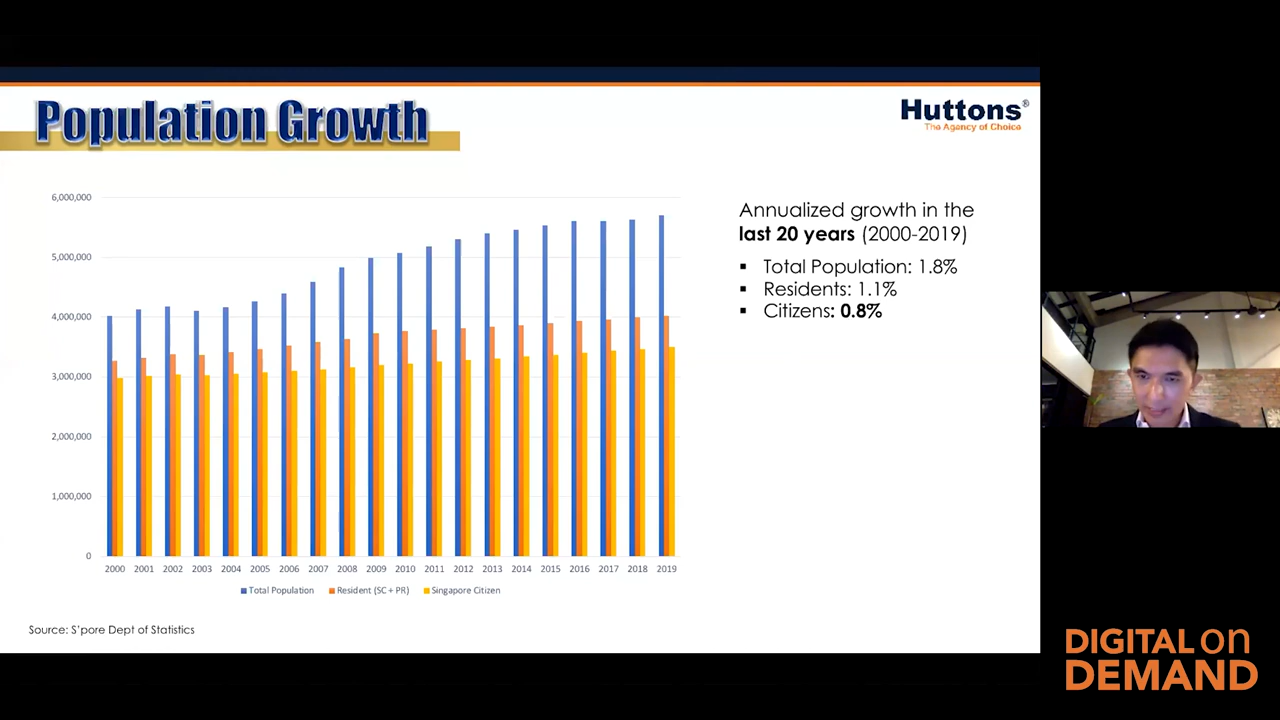 Population Growth
Huttons®
The Agency of Choice
6,000,000
5,000,000
4,000,000
3,000,000
2,000,000
1,000,000
0
2000 2001 2002 2003 2004 2005 2006 2007 2008 2009 2010 2011 2012 2013 2014 2015 2016 2017 2018 2019
Total Population Resident (SC + PR) Singapore Citizen
Annualized growth in the
last 20 years (2000-2019)
▪ Total Population: 1.8%
▪ Residents: 1.1%
▪ Citizens: 0.8%
Source: S'pore Dept of Statistics
DIGITAL on
DEMAND